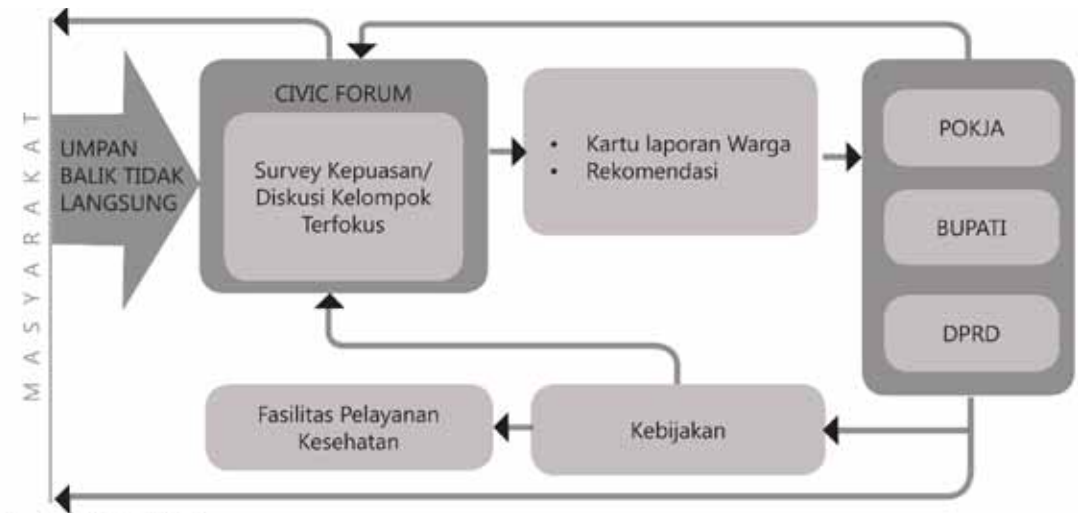 MASYARAKAT
UMPAN
BALIK TIDAK
LANGSUNG
CIVIC FORUM
Survey Kepuasan/
Diskusi Kelompok
Terfokus
• Kartu laporan Warga
• Rekomendasi
POKJA
BUPATI
DPRD
Fasilitas Pelayanan
Kesehatan
Kebijakan